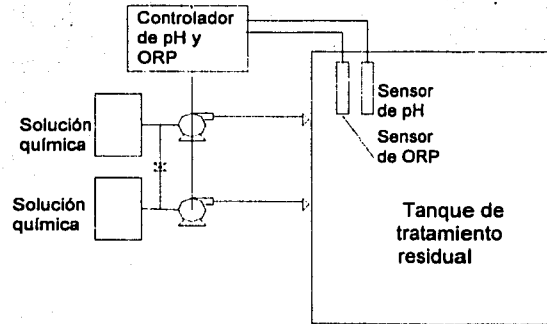 Controlador
de pH y
ORP
Sensor
de pH
Sensor
de ORP
Solución
química
Solución
química
Tanque de
tratamiento
residual